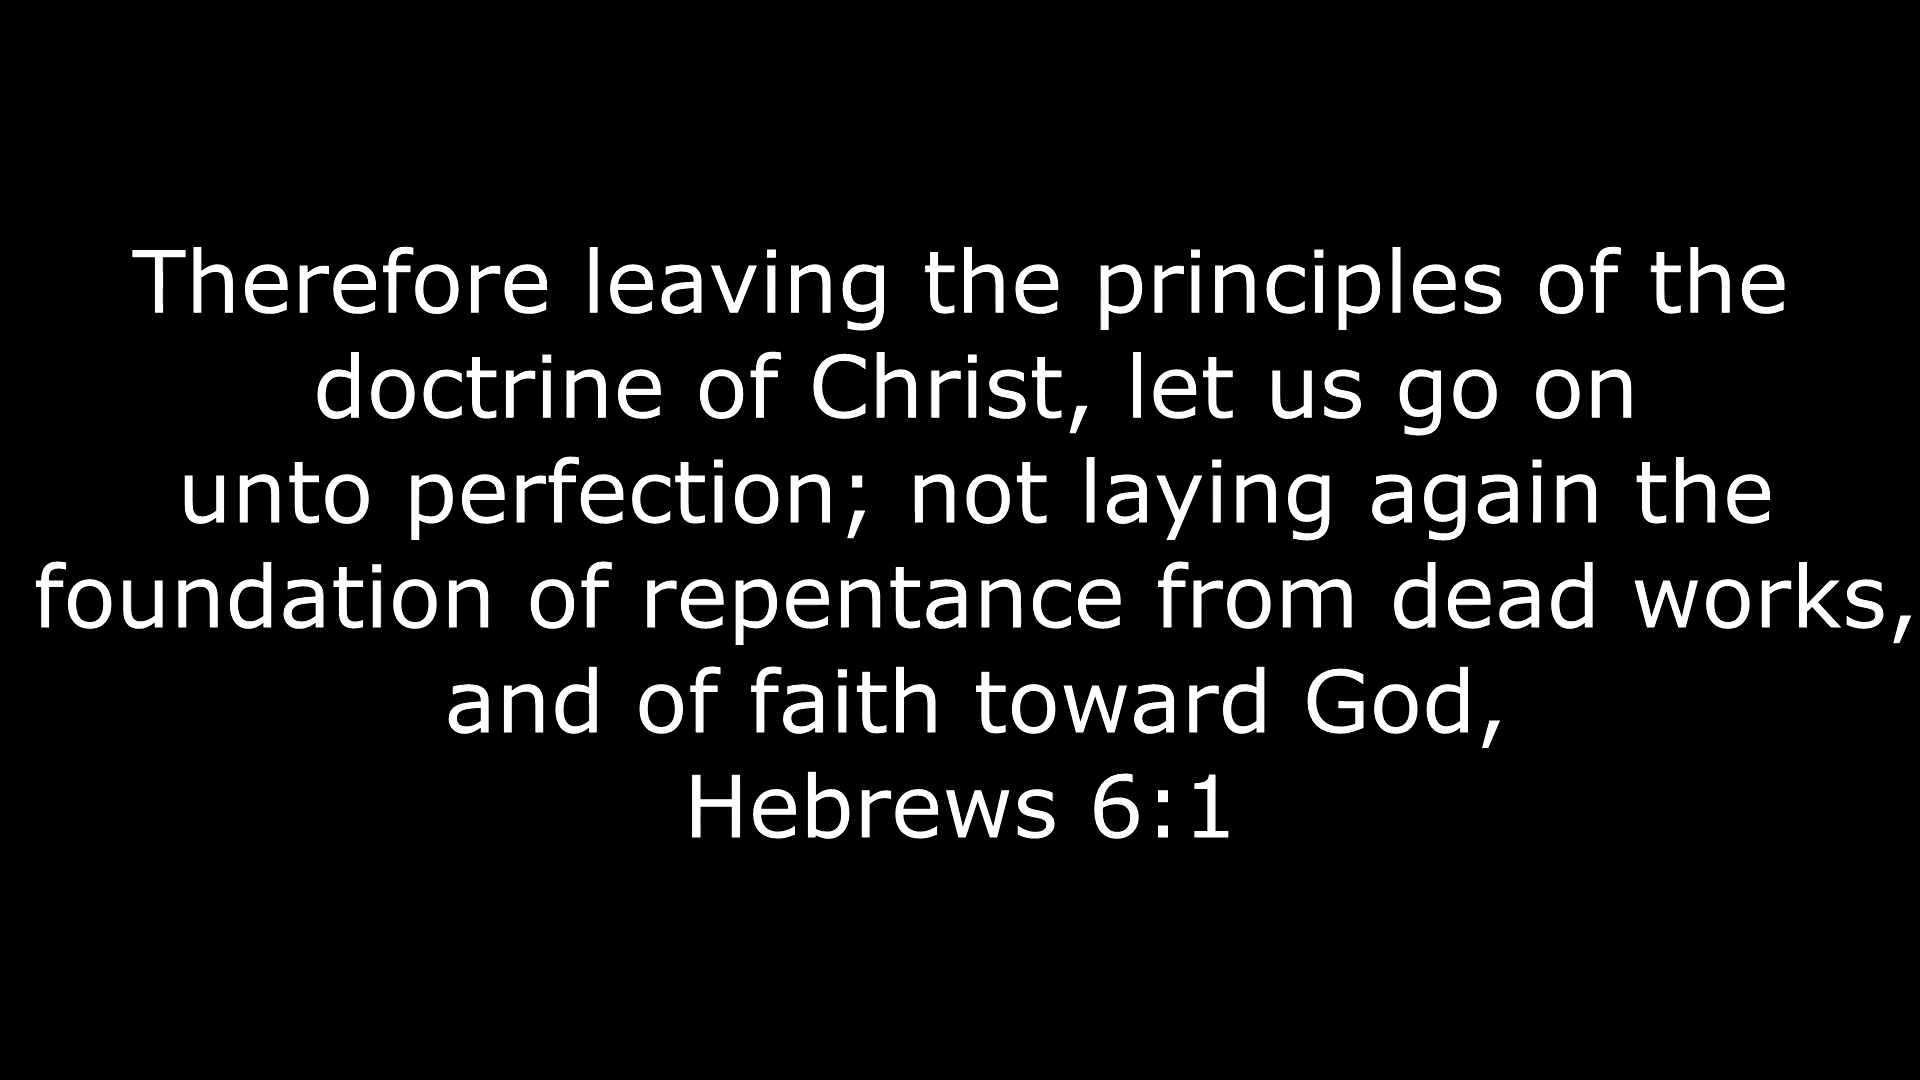 Therefore leaving the principles of the
doctrine of Christ, let us go on
unto perfection; not laying again the
foundation of repentance from dead works,
and of faith toward God,
Hebrews 6:1